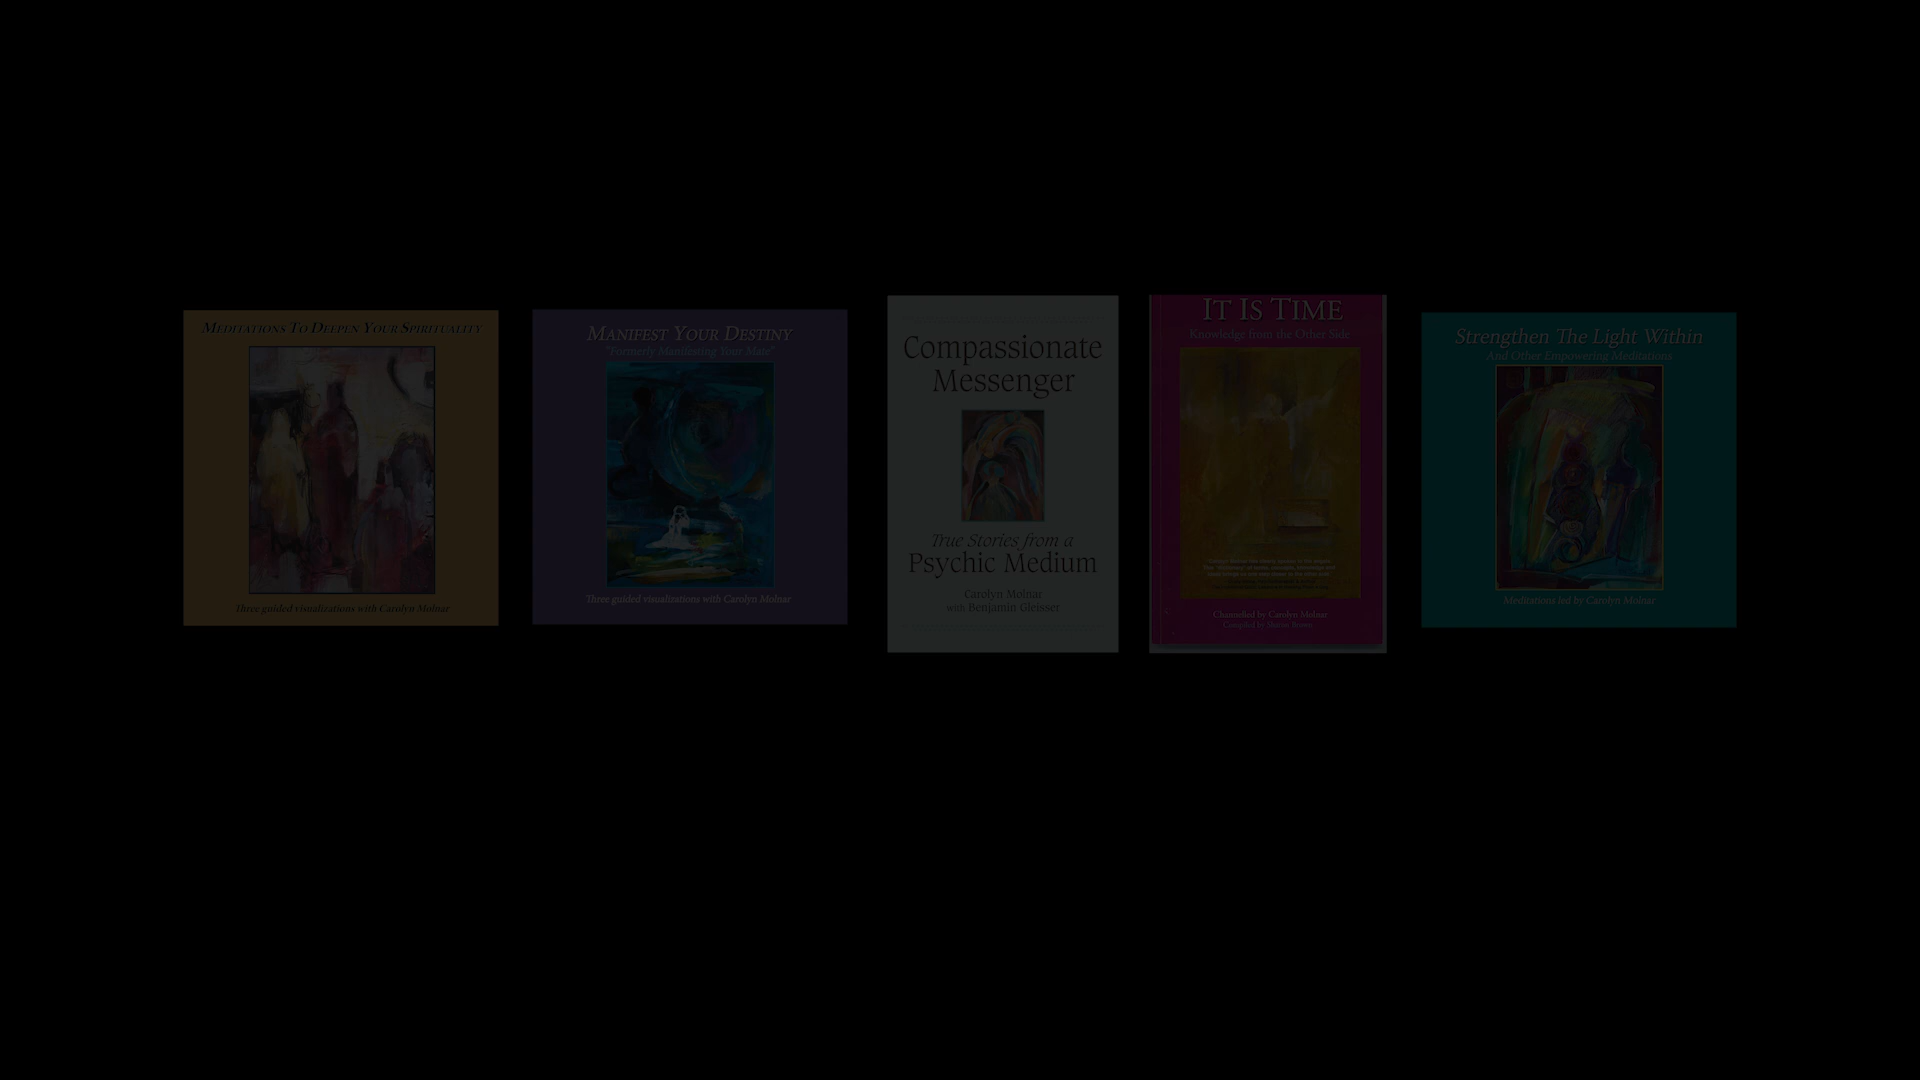 MEDITATIONS TO DEEPEN YOUR SPIRITUALITY
Three guided visualizations with Carolyn Molnar
MANIFEST YOUR DESTINY
"Formerly Manifesting Your Mate"
Three guided visualizations with Carolyn Molnar
Compassionate
Messenger
True Stories from a
Psychic Medium
Carolyn Molnar
with Benjamin Gleisser
IT IS TIME
Knowledge from the Other Side
Channelled by Carolyn Molnar
Compiled by
Strengthen The Light Within
And Other Empowering Meditations
Meditations led by Carolyn Molnar